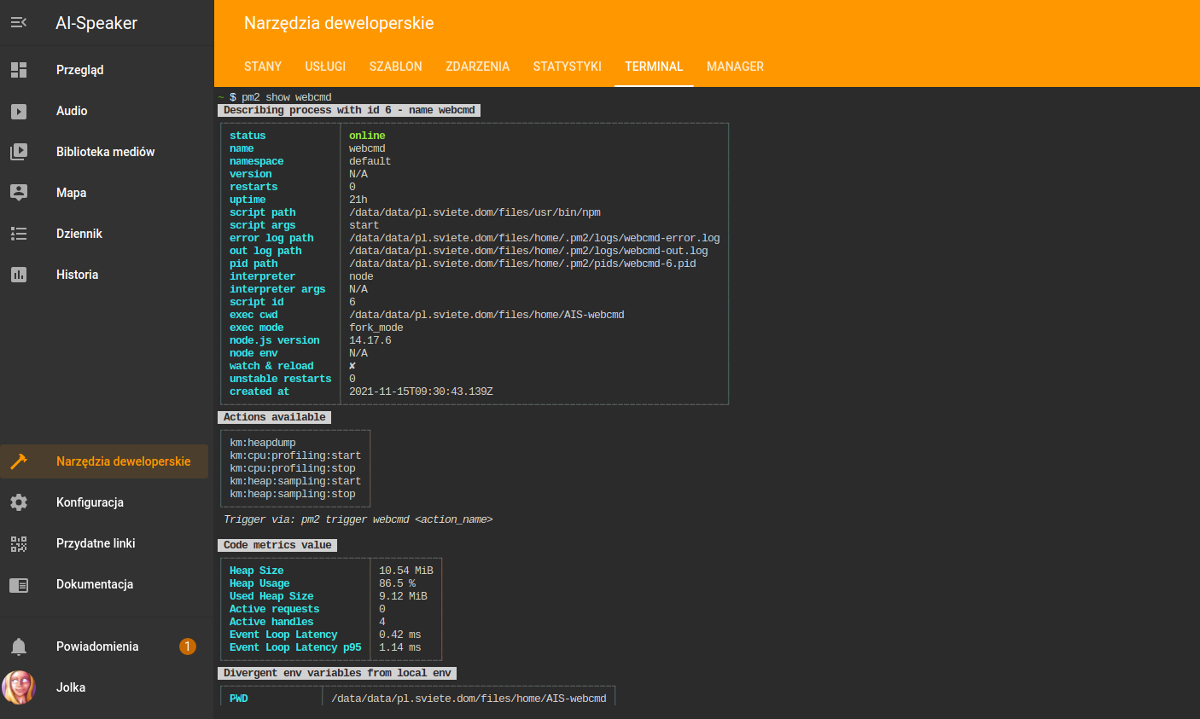 AI-Speaker
Przegląd
Audio
Biblioteka mediów
Mapa
Dziennik
Historia
Narzędzia deweloperskie
Konfiguracja
Przydatne linki
Dokumentacja
Powiadomienia 1
Jolka
Narzędzia deweloperskie
STANY USŁUGI SZABLON ZDARZENIA STATYSTYKI TERMINAL MANAGER
~ $ pm2 show webcmd
Describing process with id 6 - name webcmd
status online
name webcmd
namespace default
version N/A
restarts 0
uptime 21h
script path /data/data/pl.sviete.dom/files/usr/bin/npm
script args start
error log path /data/data/pl.sviete.dom/files/home/.pm2/logs/webcmd-error.log
out log path /data/data/pl.sviete.dom/files/home/.pm2/logs/webcmd-out.log
pid path /data/data/pl.sviete.dom/files/home/.pm2/pids/webcmd-6.pid
interpreter node
interpreter args N/A
script id 6
exec cwd /data/data/pl.sviete.dom/files/home/AIS-webcmd
exec mode fork_mode
node.js version 14.17.6
node env N/A
watch & reload ✘
unstable restarts 0
created at 2021-11-15T09:30:43.139Z
Actions available
km:heapdump
km:cpu:profiling:start
km:cpu:profiling:stop
km:heap:sampling:start
km:heap:sampling:stop
Trigger via: pm2 trigger webcmd <action_name>
Code metrics value
Heap Size 10.54 MiB
Heap Usage 86.5 %
Used Heap Size 9.12 MiB
Active requests 0
Active handles 4
Event Loop Latency 0.42 ms
Event Loop Latency p95 1.14 ms
Divergent env variables from local env
PWD /data/data/pl.sviete.dom/files/home/AIS-webcmd